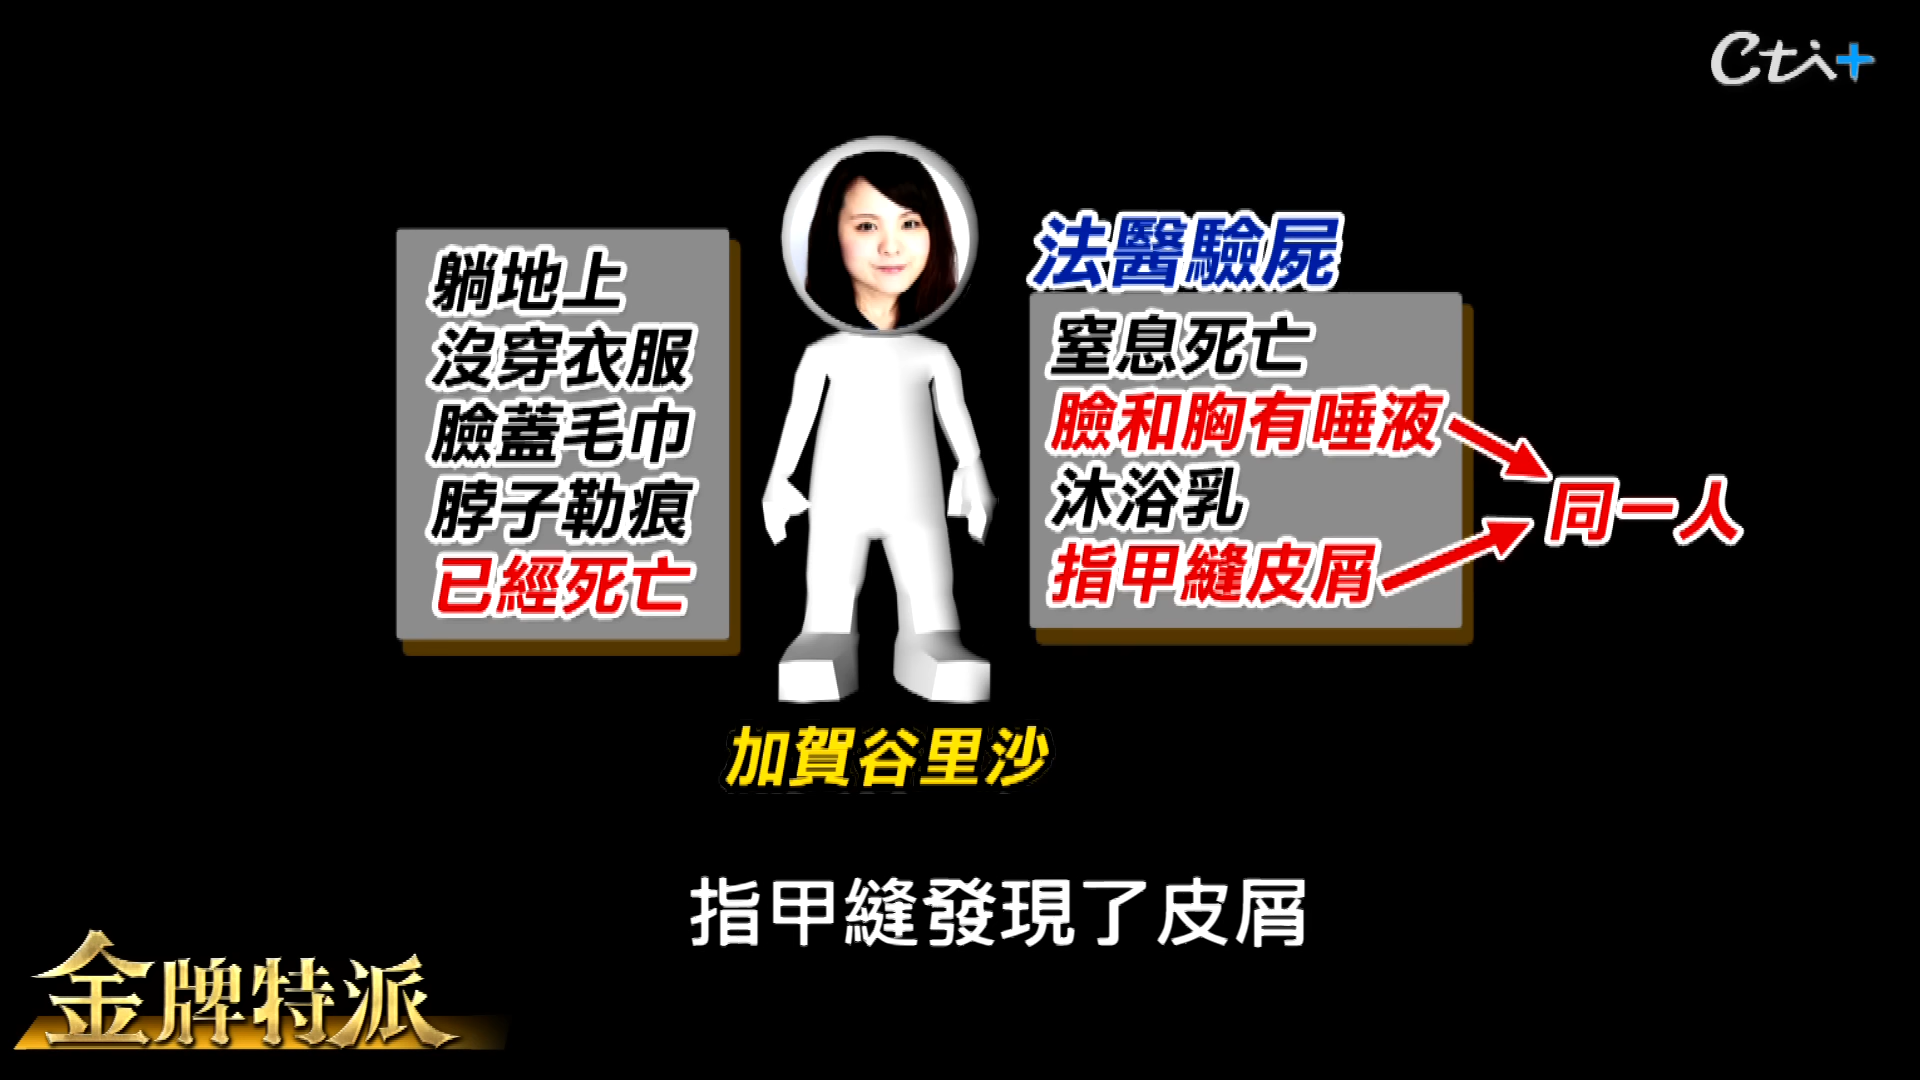 Cti+
躺地上
沒穿衣服
臉蓋毛巾
脖子勒痕
已經死亡
法醫驗屍
窒息死亡
臉和胸有唾液
沐浴乳
指甲縫皮屑
同一人
加賀谷里沙
指甲縫發現了皮屑
金牌特派